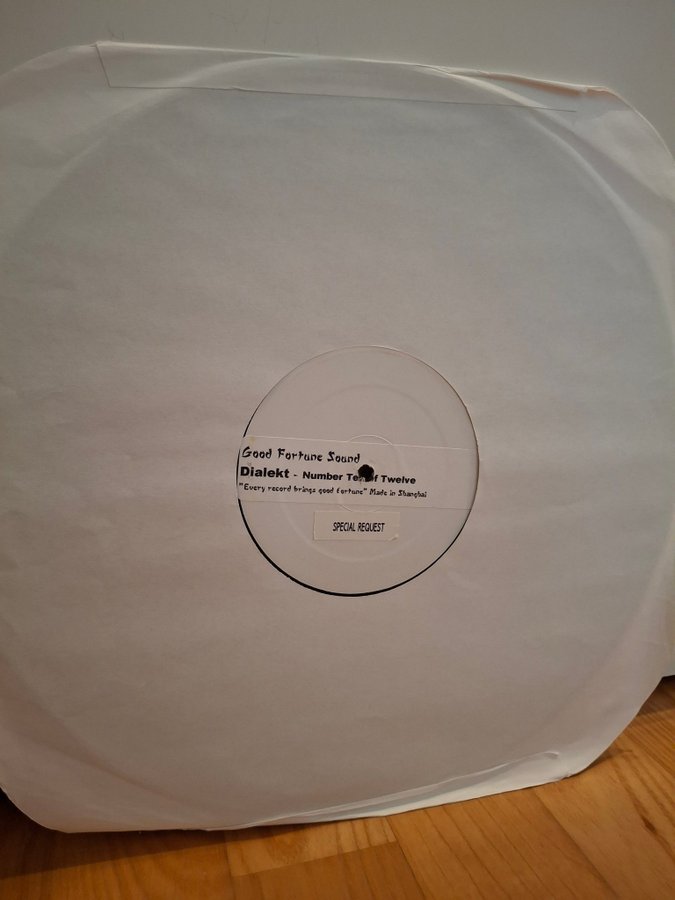 Good Fortune Sound
Dialekt - Number Ten of Twelve
"Every record brings good fortune" Made in Shanghai
SPECIAL REQUEST